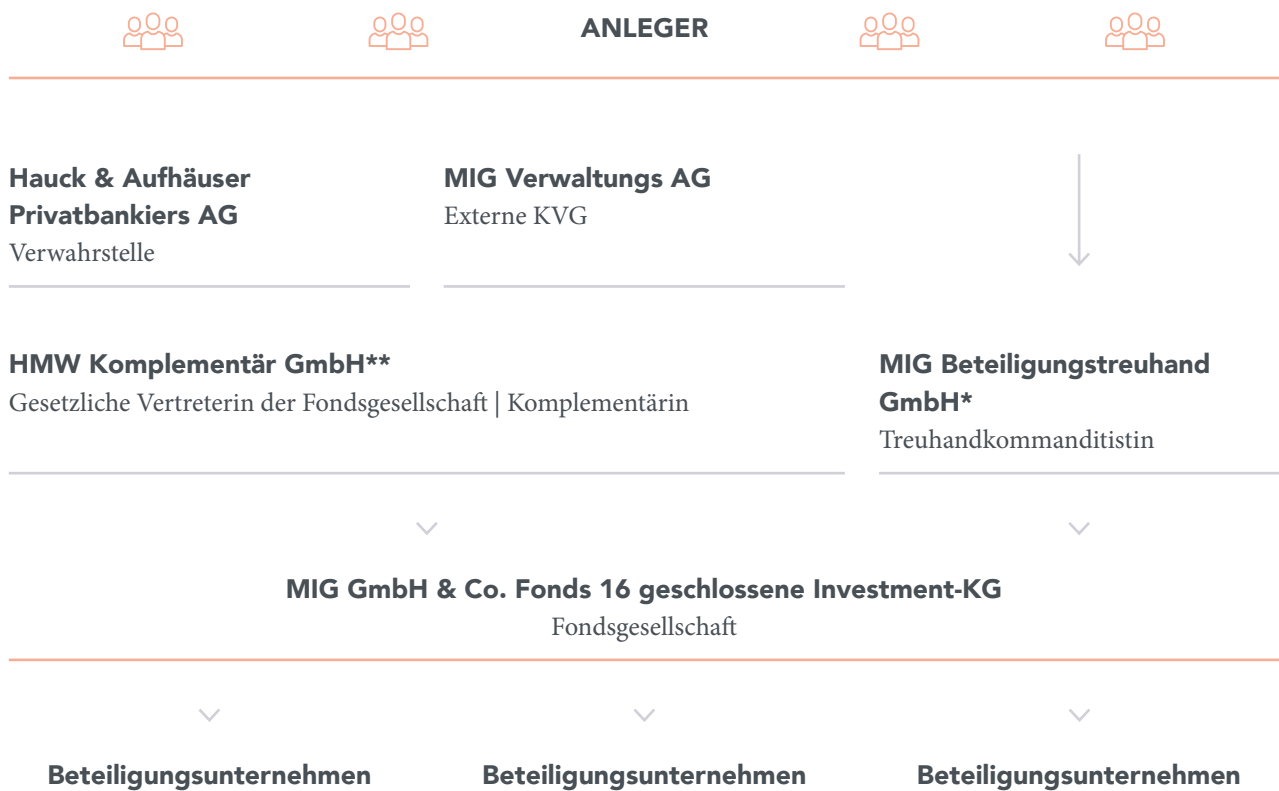 ANLEGER
Hauck & Aufhäuser
Privatbankiers AG
Verwahrstelle
MIG Verwaltungs AG
Externe KVG
HMW Komplementär GmbH**
Gesetzliche Vertreterin der Fondsgesellschaft | Komplementärin
MIG Beteiligungstreuhand
GmbH*
Treuhandkommanditistin
MIG GmbH & Co. Fonds 16 geschlossene Investment-KG
Fondsgesellschaft
Beteiligungsunternehmen
Beteiligungsunternehmen
Beteiligungsunternehmen